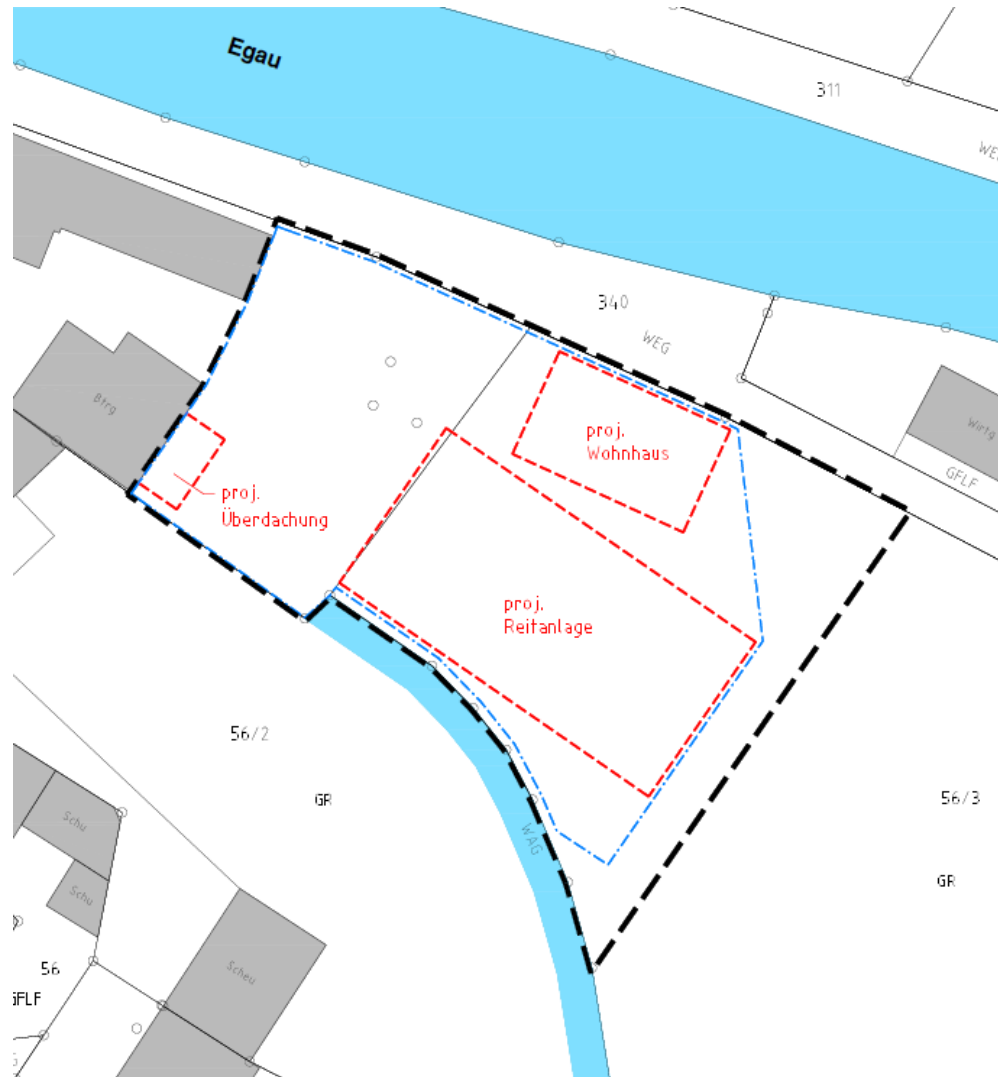 Egau
311
WE
340
WEG
Btrg
Wirtg
GFLF
proj.
Wohnhaus
proj.
Überdachung
proj.
Reitanlage
56/2
56/3
GR
Schu
WAG
GR
Schu
56
GFLF
Scheu
G